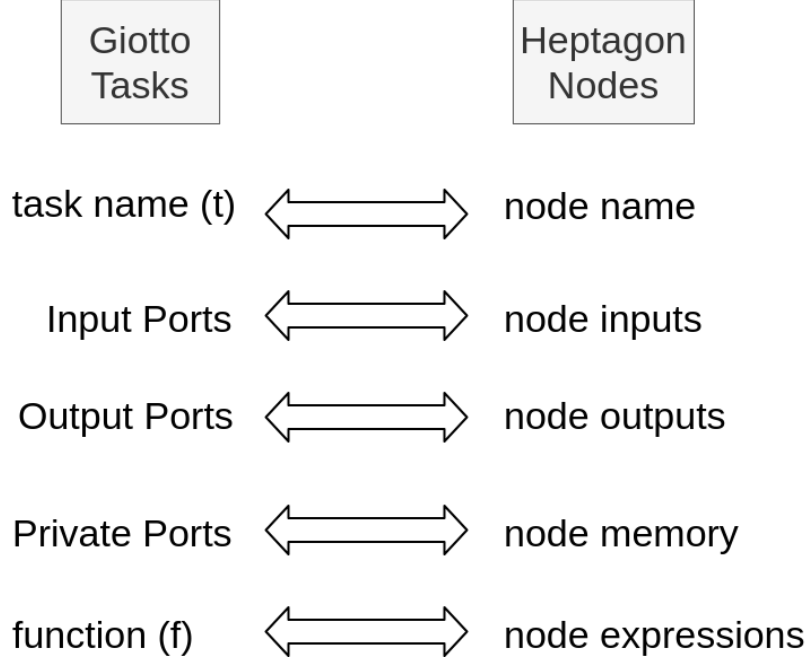 Giotto
Tasks
Heptagon
Nodes
task name (t)
node name
Input Ports
node inputs
Output Ports
node outputs
Private Ports
node memory
function (f)
node expressions